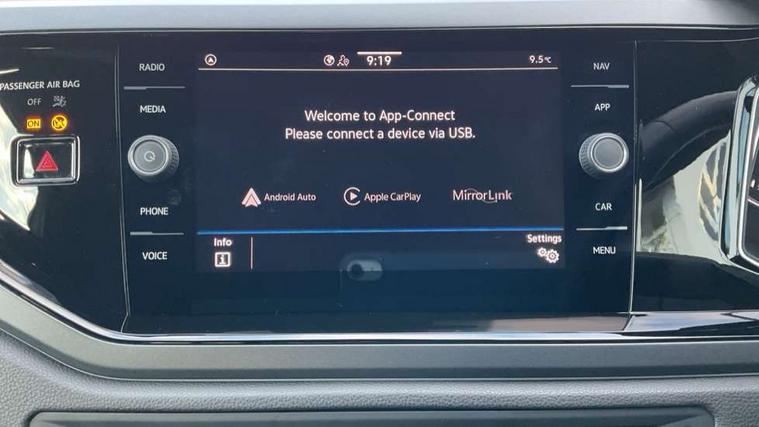 RADIO
MEDIA
PHONE
VOICE
PASSENGER AIR BAG
OFF
ON
9:19
9.5°C
Welcome to App-Connect
Please connect a device via USB.
Android Auto
Apple CarPlay
MirrorLink
Info
i
Settings
NAV
APP
CAR
MENU